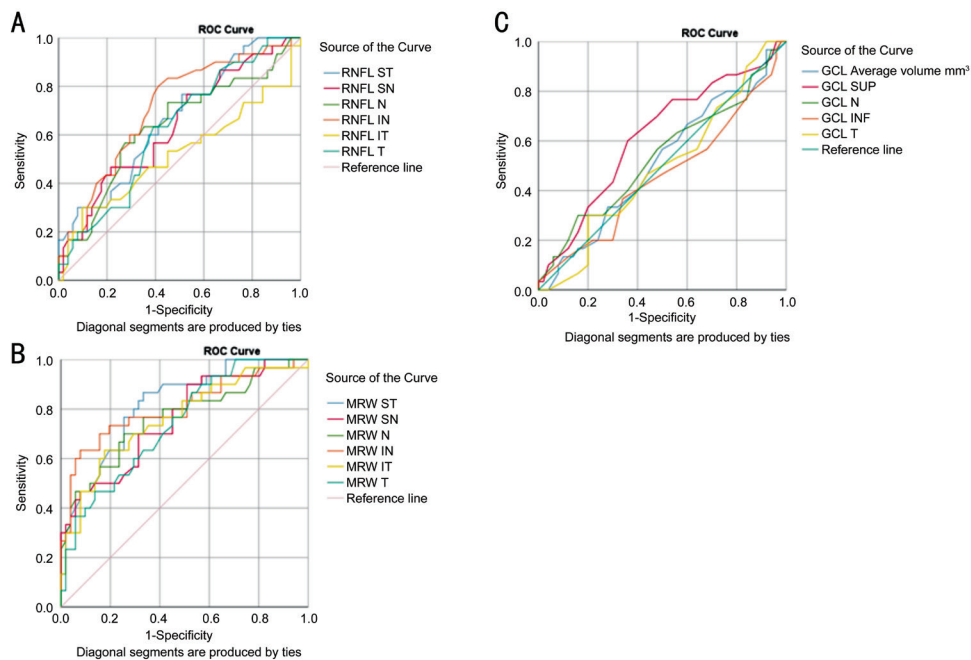 A
ROC Curve
Sensitivity
1.0
0.8
0.6
0.4
0.2
0.0
0.0 0.2 0.4 0.6 0.8 1.0
1-Specificity
Diagonal segments are produced by ties
Source of the Curve
RNFL ST
RNFL SN
RNFL N
RNFL IN
RNFL IT
RNFL T
Reference line
B
ROC Curve
Sensitivity
1.0
0.8
0.6
0.4
0.2
0.0
0.0 0.2 0.4 0.6 0.8 1.0
1-Specificity
Diagonal segments are produced by ties
Source of the Curve
MRW ST
MRW SN
MRW N
MRW IN
MRW IT
MRW T
Reference line
C
ROC Curve
Sensitivity
1.0
0.8
0.6
0.4
0.2
0.0
0.0 0.2 0.4 0.6 0.8 1.0
1-Specificity
Diagonal segments are produced by ties
Source of the Curve
GCL Average volume mm³
GCL SUP
GCL N
GCL INF
GCL T
Reference line